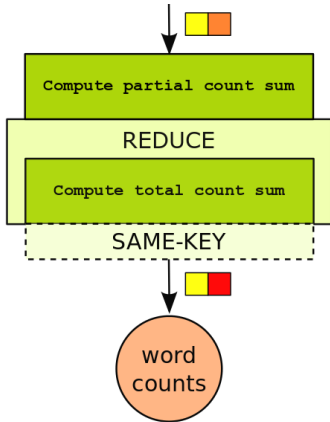 Compute partial count sum
REDUCE
Compute total count sum
SAME-KEY
word
counts